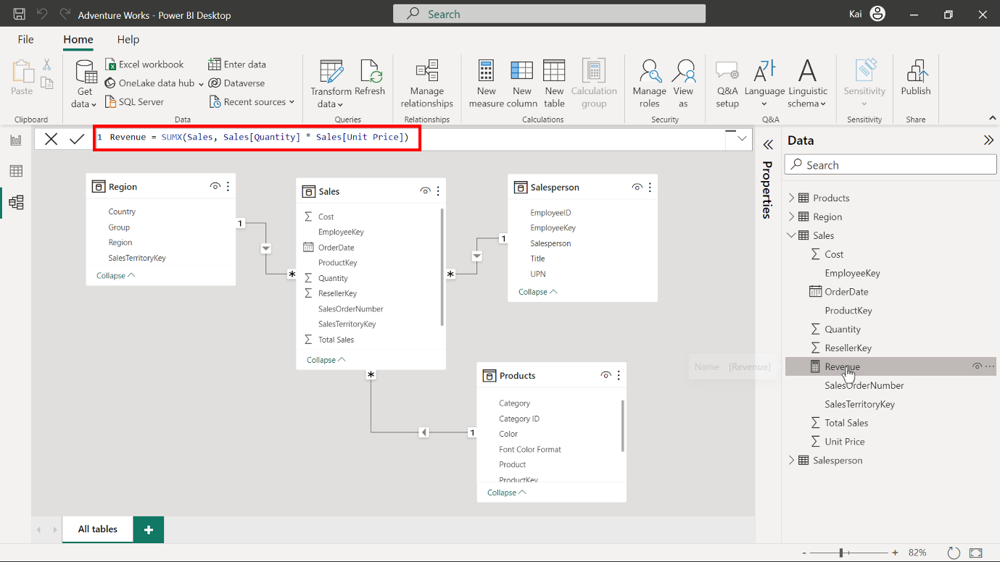 Adventure Works - Power BI Desktop
Search
Kai
File
Home
Help
Paste
Clipboard
Get data
Excel workbook
OneLake data hub
SQL Server
Enter data
Dataverse
Recent sources
Data
Transform data
Refresh
Queries
Manage relationships
Relationships
New measure
New column
New table
Calculation group
Calculations
Manage roles
View as
Security
Q&A setup
Language
Linguistic schema
Q&A
Sensitivity
Sensitivity
Publish
Share
1 Revenue = SUMX(Sales, Sales[Quantity] * Sales[Unit Price])
Region
Country
Group
Region
SalesTerritoryKey
Collapse
1
*
Sales
Cost
EmployeeKey
OrderDate
ProductKey
Quantity
ResellerKey
SalesOrderNumber
SalesTerritoryKey
Total Sales
Collapse
*
1
Salesperson
EmployeeID
EmployeeKey
Salesperson
Title
UPN
Collapse
*
1
Products
Category
Category ID
Color
Font Color Format
Product
ProductKey
Collapse
Name [Revenue]
Properties
Data
Search
Products
Region
Sales
Cost
EmployeeKey
OrderDate
ProductKey
Quantity
ResellerKey
Revenue
SalesOrderNumber
SalesTerritoryKey
Total Sales
Unit Price
Salesperson
All tables
+
- + 82%